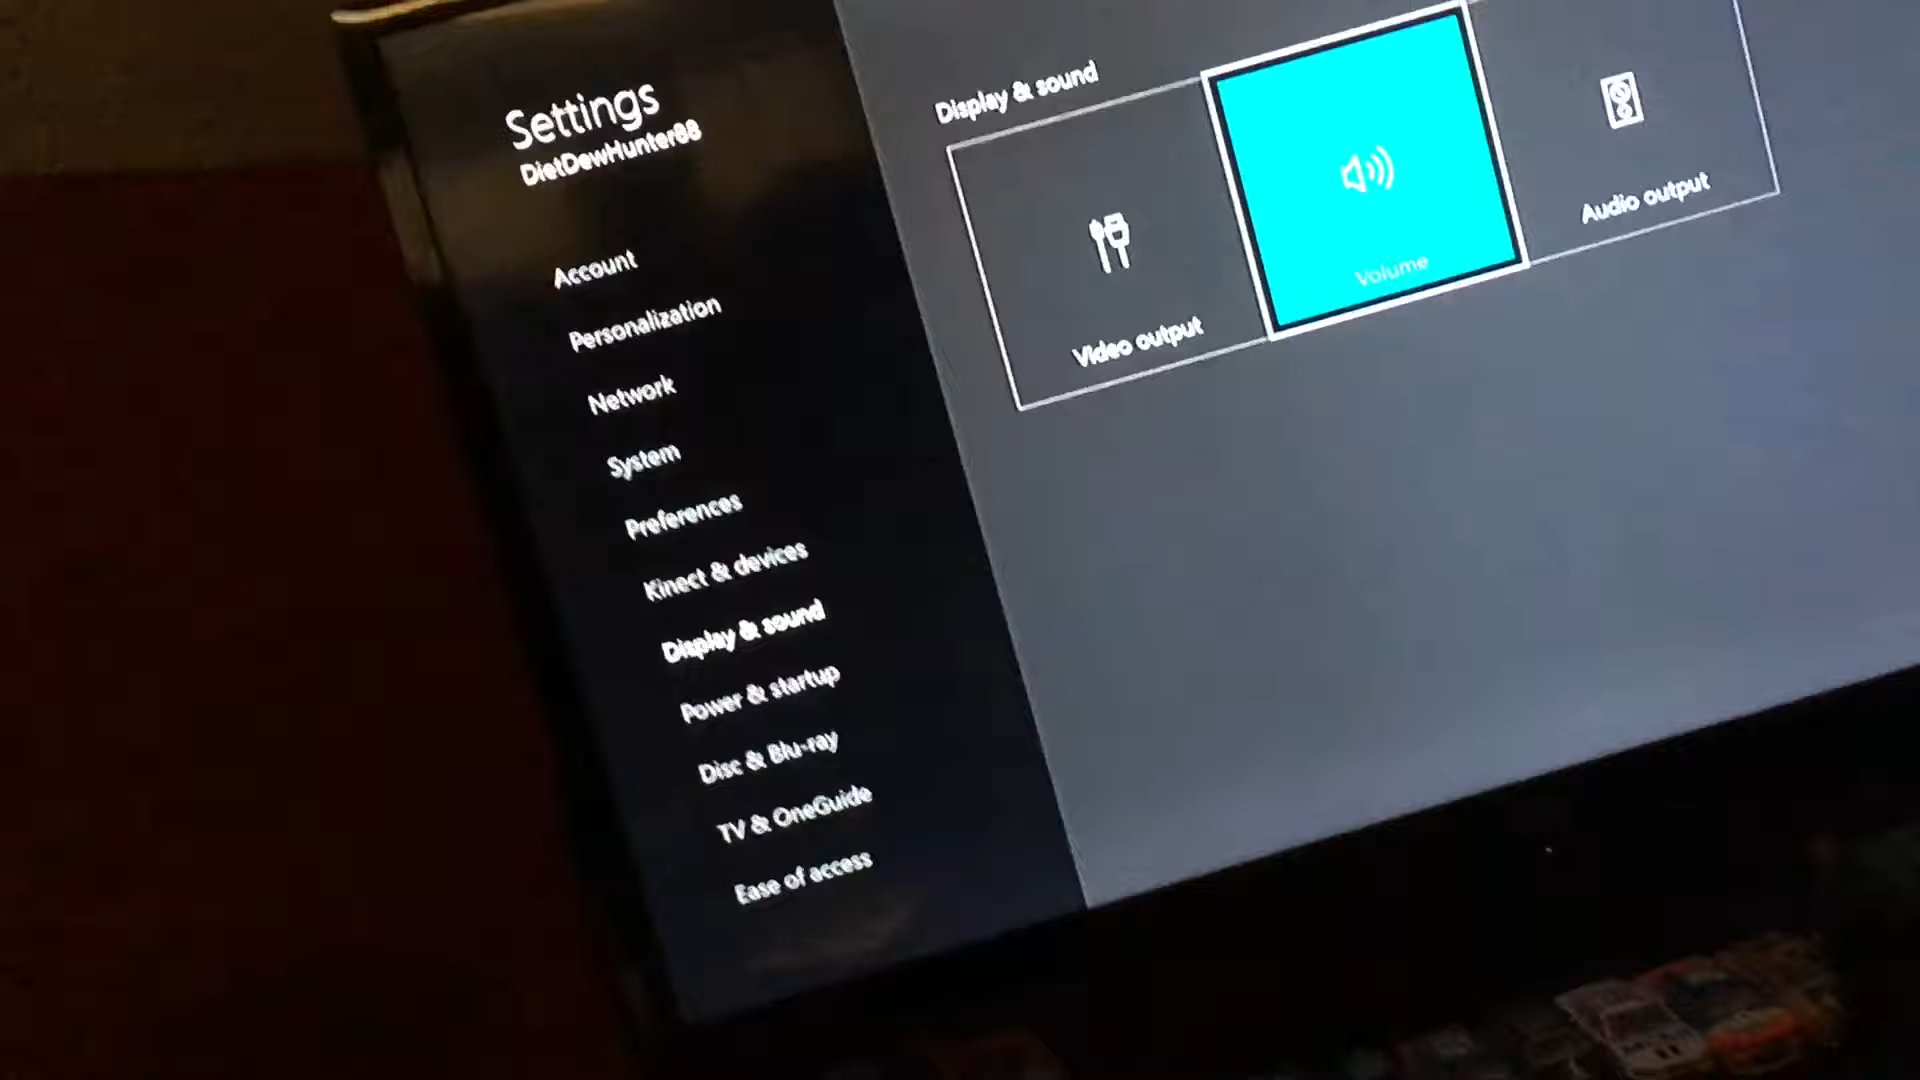 Settings
DietDewHunter88
Account
Personalization
Network
System
Preferences
Kinect & devices
Display & sound
Power & startup
Disc & Blu-ray
TV & OneGuide
Ease of access
Display & sound
Video output
Volume
Audio output